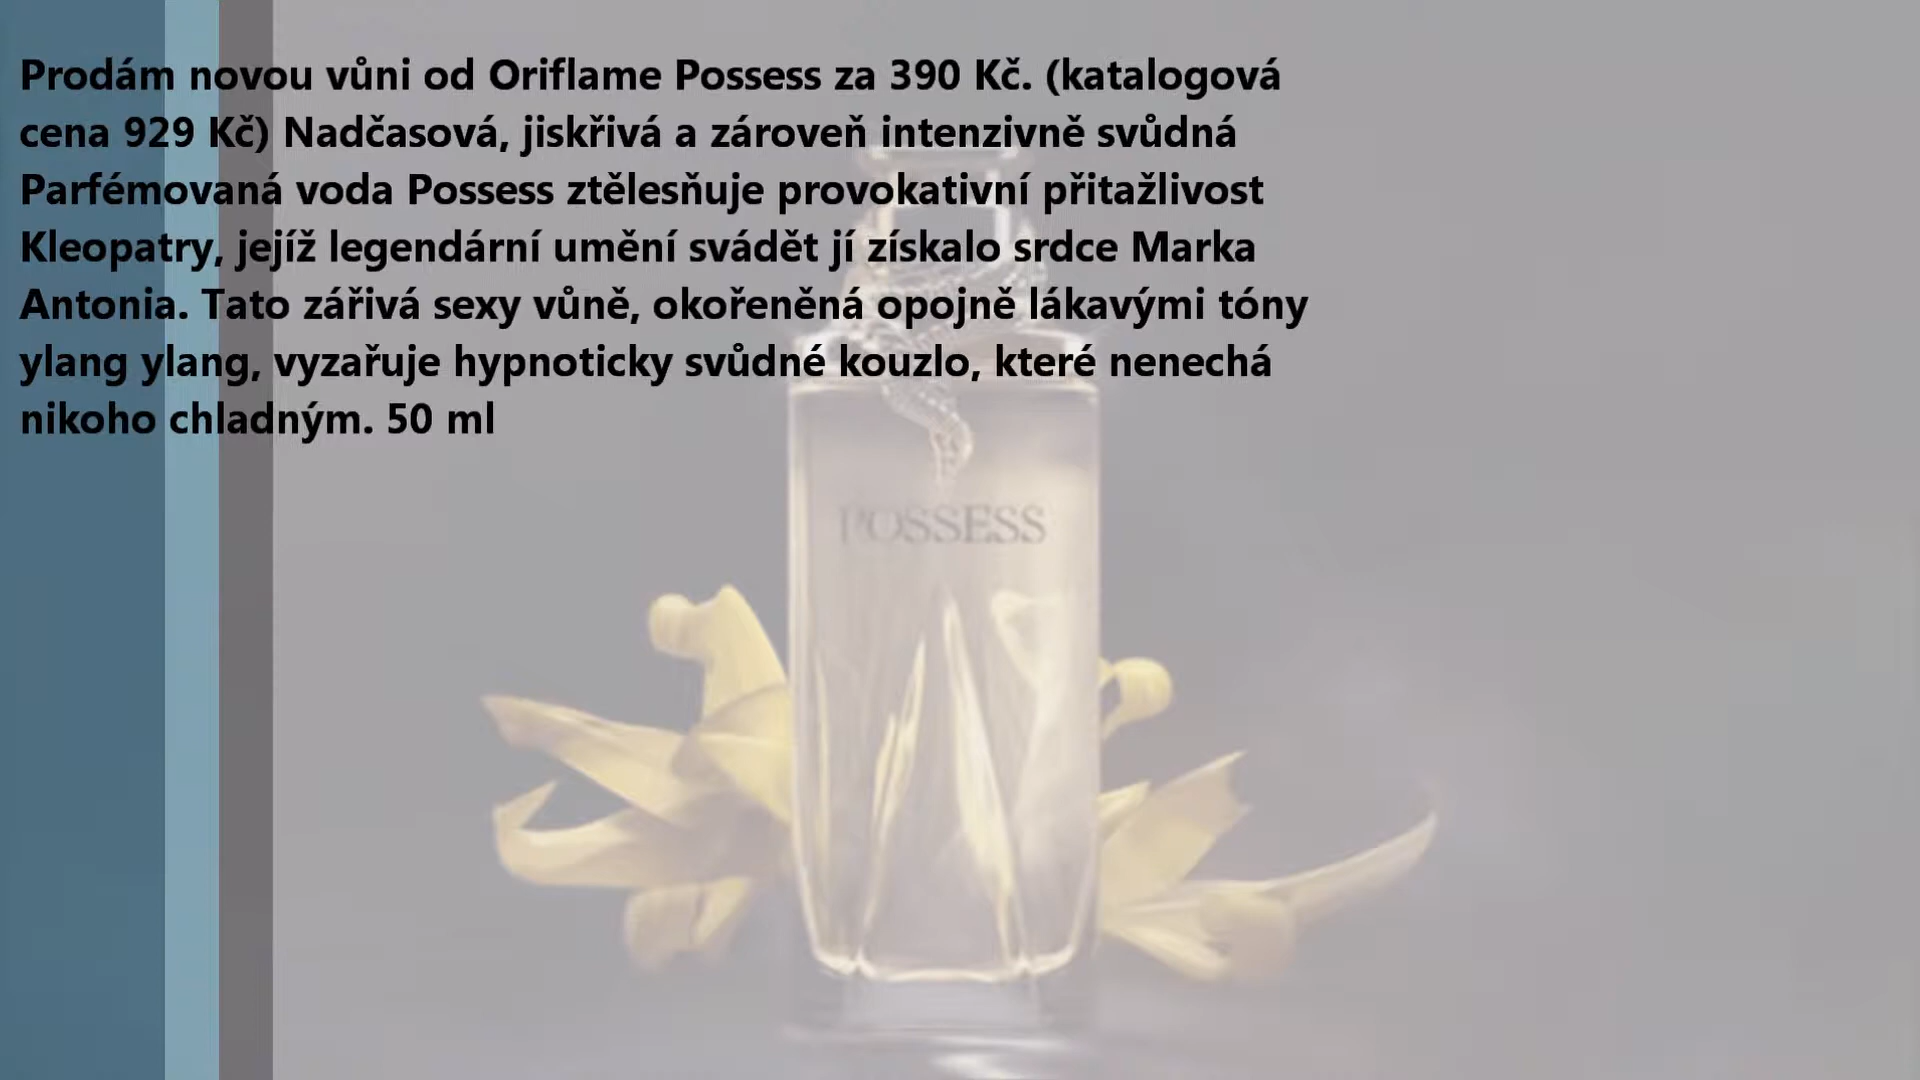 Prodám novou vůni od Oriflame Possess za 390 Kč. (katalogová
cena 929 Kč) Nadčasová, jiskřivá a zároveň intenzivně svůdná
Parfémovaná voda Possess ztělesňuje provokativní přitažlivost
Kleopatry, jejíž legendární umění svádět jí získalo srdce Marka
Antonia. Tato zářivá sexy vůně, okořeněná opojně lákavými tóny
ylang ylang, vyzařuje hypnoticky svůdné kouzlo, které nenechá
nikoho chladným. 50 ml
POSSESS